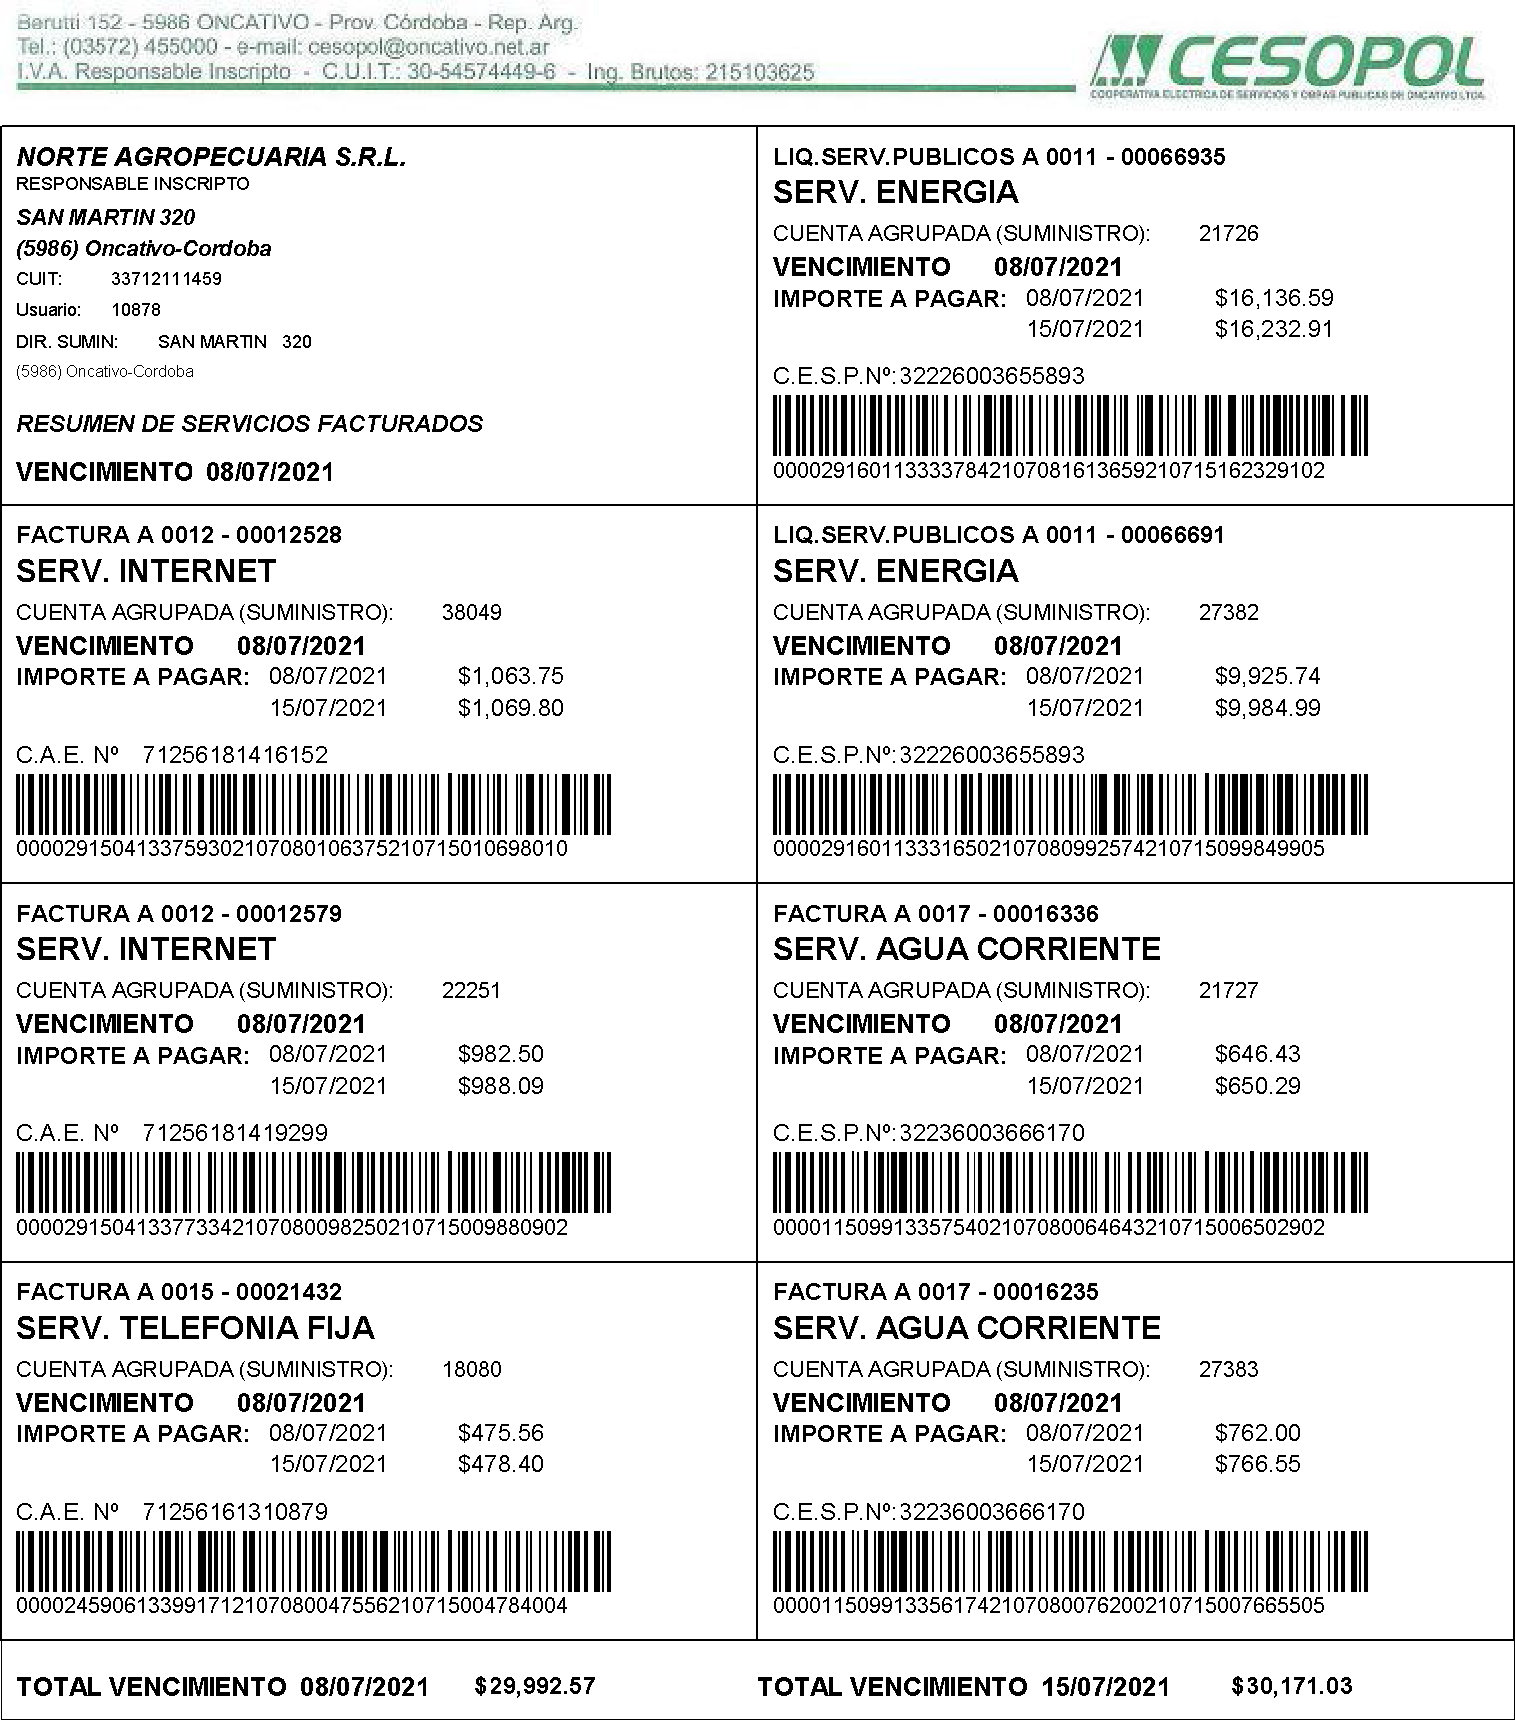 Berutti 152 - 5986 ONCATIVO - Prov. Córdoba - Rep. Arg.
Tel.: (03572) 455000 - e-mail: cesopol@oncativo.net.ar
I.V.A. Responsable Inscripto - C.U.I.T.: 30-54574449-6 - Ing. Brutos: 215103625
CESOPOL
COOPERATIVA ELECTRICA DE SERVICIOS Y OBRAS PUBLICAS DE ONCATIVO LTDA.
NORTE AGROPECUARIA S.R.L.
RESPONSABLE INSCRIPTO
SAN MARTIN 320
(5986) Oncativo-Cordoba
CUIT: 33712111459
Usuario: 10878
DIR. SUMIN: SAN MARTIN 320
(5986) Oncativo-Cordoba
RESUMEN DE SERVICIOS FACTURADOS
VENCIMIENTO 08/07/2021
LIQ.SERV.PUBLICOS A 0011 - 00066935
SERV. ENERGIA
CUENTA AGRUPADA (SUMINISTRO): 21726
VENCIMIENTO 08/07/2021
IMPORTE A PAGAR: 08/07/2021 $16,136.59
15/07/2021 $16,232.91
C.E.S.P.Nº: 32226003655893
0000291601133337842107081613659210715162329102
FACTURA A 0012 - 00012528
SERV. INTERNET
CUENTA AGRUPADA (SUMINISTRO): 38049
VENCIMIENTO 08/07/2021
IMPORTE A PAGAR: 08/07/2021 $1,063.75
15/07/2021 $1,069.80
C.A.E. Nº 71256181416152
0000291504133759302107080106375210715010698010
LIQ.SERV.PUBLICOS A 0011 - 00066691
SERV. ENERGIA
CUENTA AGRUPADA (SUMINISTRO): 27382
VENCIMIENTO 08/07/2021
IMPORTE A PAGAR: 08/07/2021 $9,925.74
15/07/2021 $9,984.99
C.E.S.P.Nº: 32226003655893
0000291601133316502107080992574210715099849905
FACTURA A 0012 - 00012579
SERV. INTERNET
CUENTA AGRUPADA (SUMINISTRO): 22251
VENCIMIENTO 08/07/2021
IMPORTE A PAGAR: 08/07/2021 $982.50
15/07/2021 $988.09
C.A.E. Nº 71256181419299
0000291504133773342107080098250210715009880902
FACTURA A 0017 - 00016336
SERV. AGUA CORRIENTE
CUENTA AGRUPADA (SUMINISTRO): 21727
VENCIMIENTO 08/07/2021
IMPORTE A PAGAR: 08/07/2021 $646.43
15/07/2021 $650.29
C.E.S.P.Nº: 32236003666170
0000115099133575402107080064643210715006502902
FACTURA A 0015 - 00021432
SERV. TELEFONIA FIJA
CUENTA AGRUPADA (SUMINISTRO): 18080
VENCIMIENTO 08/07/2021
IMPORTE A PAGAR: 08/07/2021 $475.56
15/07/2021 $478.40
C.A.E. Nº 71256161310879
0000245906133991712107080047556210715004784004
FACTURA A 0017 - 00016235
SERV. AGUA CORRIENTE
CUENTA AGRUPADA (SUMINISTRO): 27383
VENCIMIENTO 08/07/2021
IMPORTE A PAGAR: 08/07/2021 $762.00
15/07/2021 $766.55
C.E.S.P.Nº: 32236003666170
0000115099133561742107080076200210715007665505
TOTAL VENCIMIENTO 08/07/2021 $29,992.57 TOTAL VENCIMIENTO 15/07/2021 $30,171.03